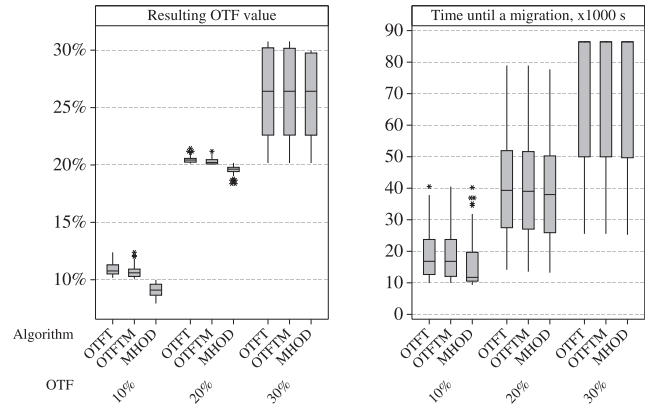 Resulting OTF value
30%
25%
20%
15%
10%
Time until a migration, x1000 s
90
80
70
60
50
40
30
20
10
0
Algorithm
OTFT OTFTM MHOD OTFT OTFTM MHOD OTFT OTFTM MHOD
OTFT OTFTM MHOD OTFT OTFTM MHOD OTFT OTFTM MHOD
OTF
10% 20% 30%
10% 20% 30%